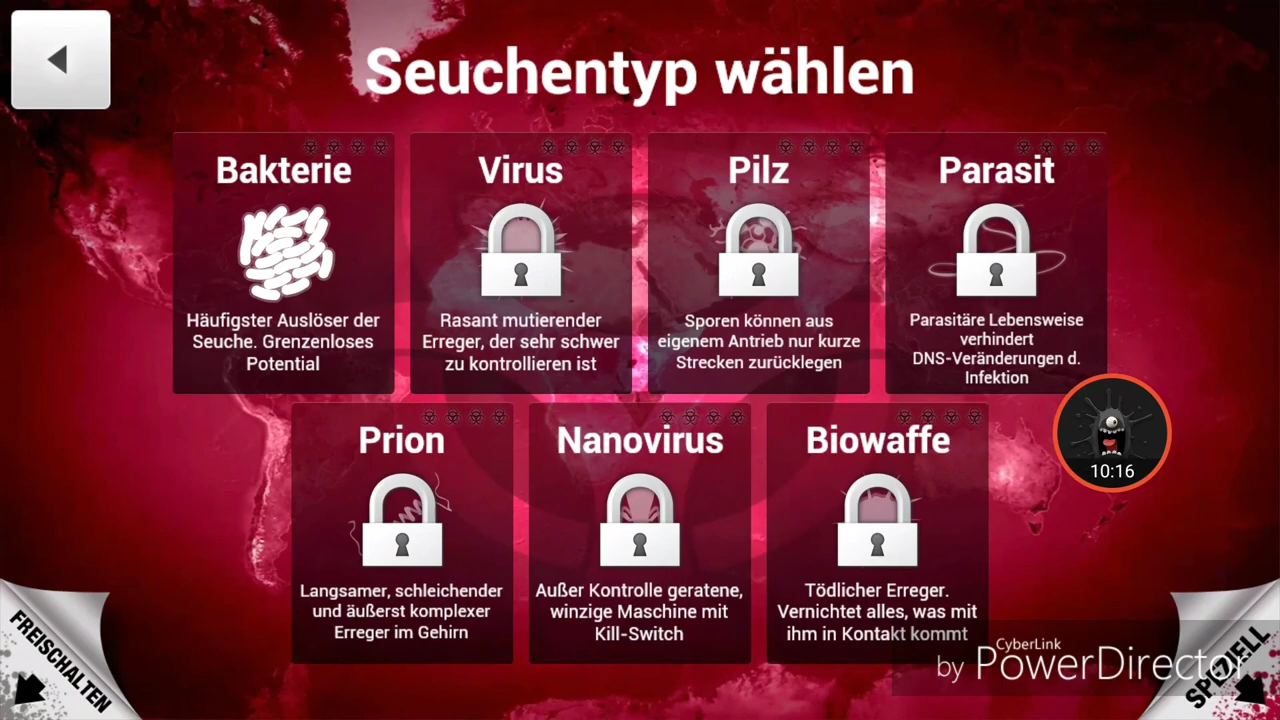 Seuchentyp wählen
Bakterie
Häufigster Auslöser der
Seuche. Grenzenloses
Potential
Virus
Rasant mutierender
Erreger, der sehr schwer
zu kontrollieren ist
Pilz
Sporen können aus
eigenem Antrieb nur kurze
Strecken zurücklegen
Parasit
Parasitäre Lebensweise
verhindert
DNS-Veränderungen d.
Infektion
Prion
Langsamer, schleichender
und äußerst komplexer
Erreger im Gehirn
Nanovirus
Außer Kontrolle geratene,
winzige Maschine mit
Kill-Switch
Biowaffe
Tödlicher Erreger.
Vernichtet alles, was mit
ihm in Kontakt kommt
10:16
FREISCHALTEN
SPEZIELL
CyberLink
by PowerDirector